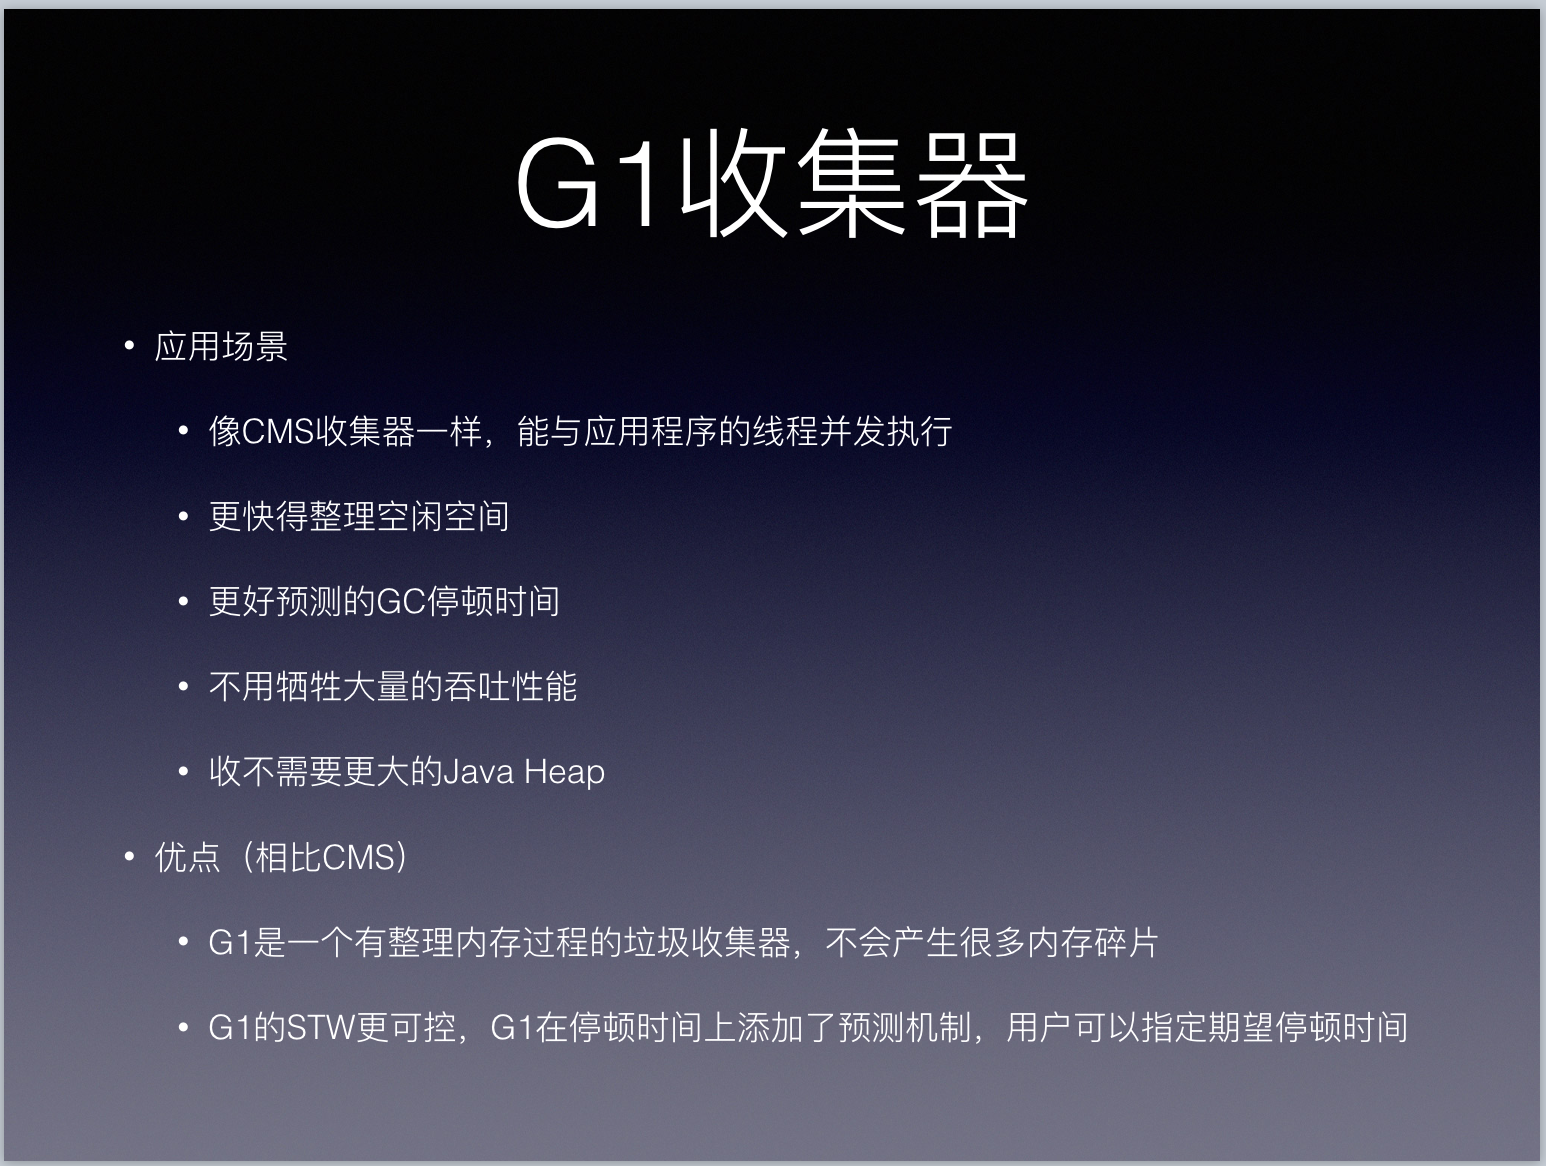 G1收集器
• 应用场景
• 像CMS收集器一样，能与应用程序的线程并发执行
• 更快得整理空闲空间
• 更好预测的GC停顿时间
• 不用牺牲大量的吞吐性能
• 收不需要更大的Java Heap
• 优点（相比CMS）
• G1是一个有整理内存过程的垃圾收集器，不会产生很多内存碎片
• G1的STW更可控，G1在停顿时间上添加了预测机制，用户可以指定期望停顿时间